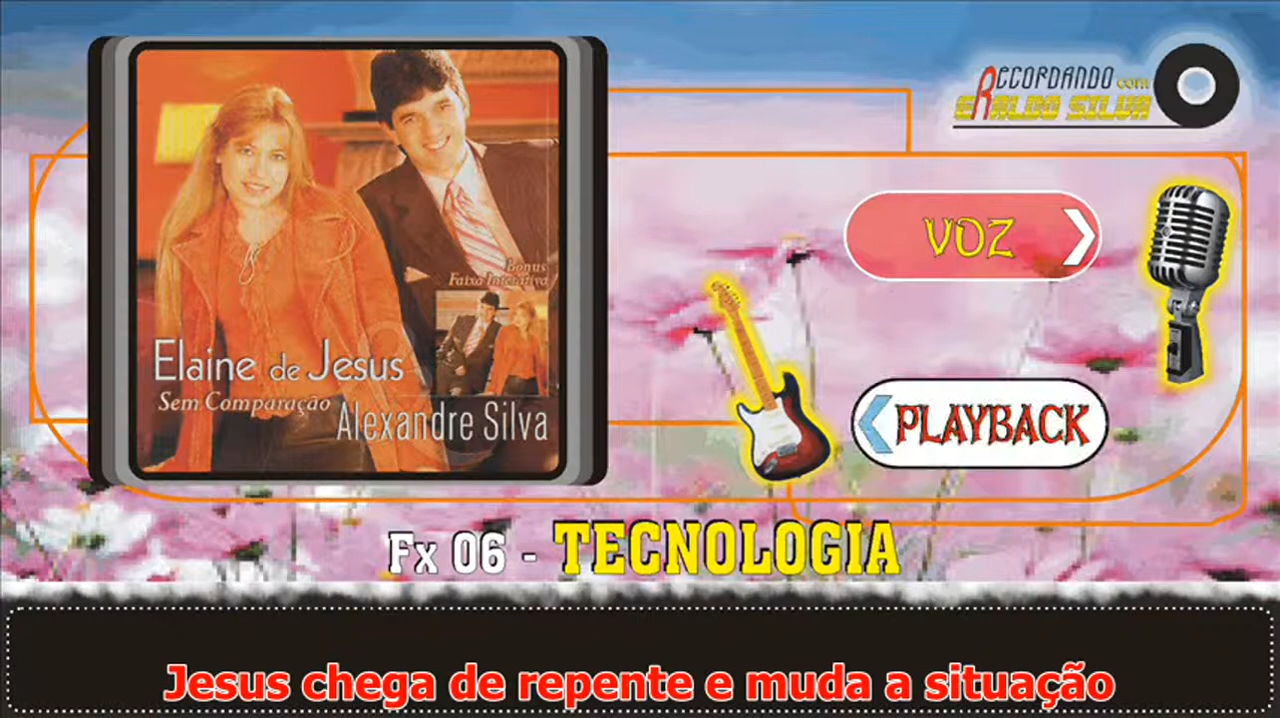 RECORDANDO com
ERALDO SILVA
VOZ
Bonus
Faixa Interativa
Elaine de Jesus
Sem Comparação
Alexandre Silva
PLAYBACK
Fx 06 - TECNOLOGIA
Jesus chega de repente e muda a situação